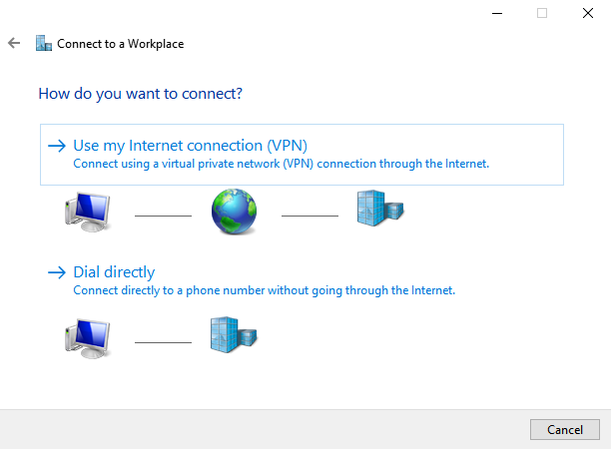 Connect to a Workplace
How do you want to connect?
Use my Internet connection (VPN)
Connect using a virtual private network (VPN) connection through the Internet.
Dial directly
Connect directly to a phone number without going through the Internet.
Cancel